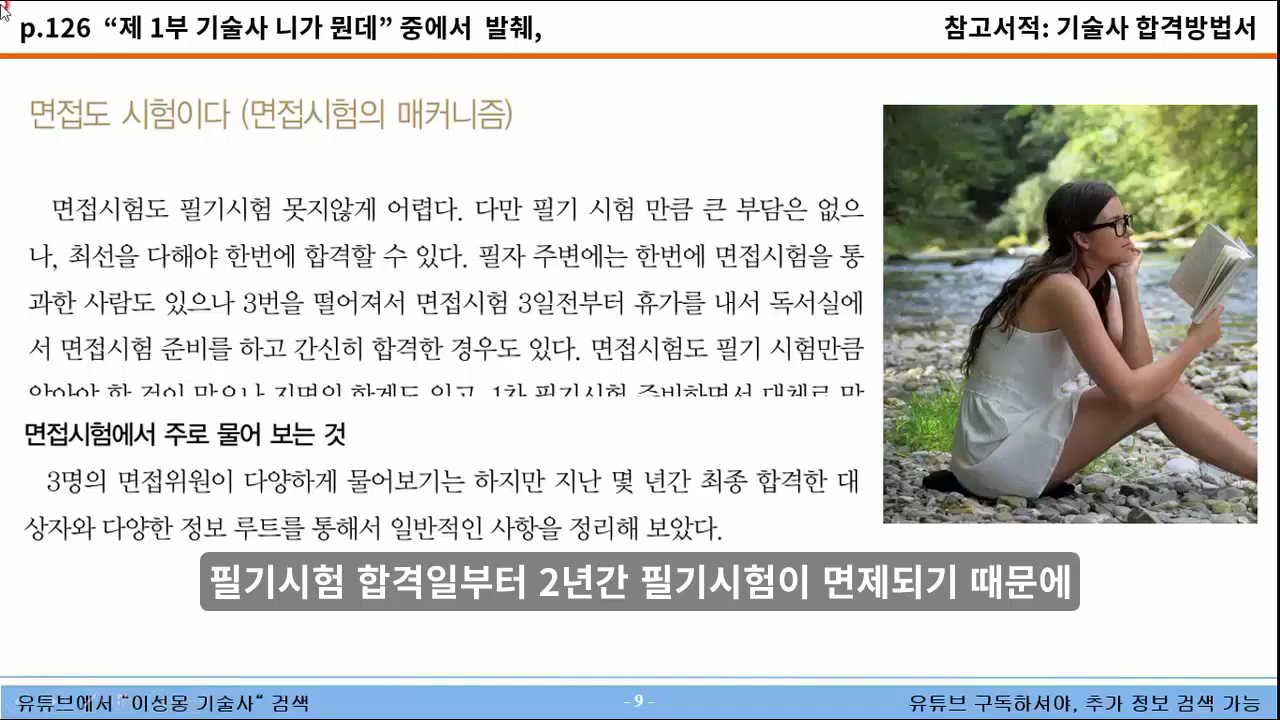 p.126 “제 1부 기술사 니가 뭔데” 중에서 발췌,
참고서적: 기술사 합격방법서
면접도 시험이다 (면접시험의 매커니즘)
면접시험도 필기시험 못지않게 어렵다. 다만 필기 시험 만큼 큰 부담은 없으
나, 최선을 다해야 한번에 합격할 수 있다. 필자 주변에는 한번에 면접시험을 통
과한 사람도 있으나 3번을 떨어져서 면접시험 3일전부터 휴가를 내서 독서실에
서 면접시험 준비를 하고 간신히 합격한 경우도 있다. 면접시험도 필기 시험만큼
면접시험에서 주로 물어 보는 것
3명의 면접위원이 다양하게 물어보기는 하지만 지난 몇 년간 최종 합격한 대
상자와 다양한 정보 루트를 통해서 일반적인 사항을 정리해 보았다.
필기시험 합격일부터 2년간 필기시험이 면제되기 때문에
유튜브에서 “이성몽 기술사“ 검색
- 9 -
유튜브 구독하셔야, 추가 정보 검색 가능